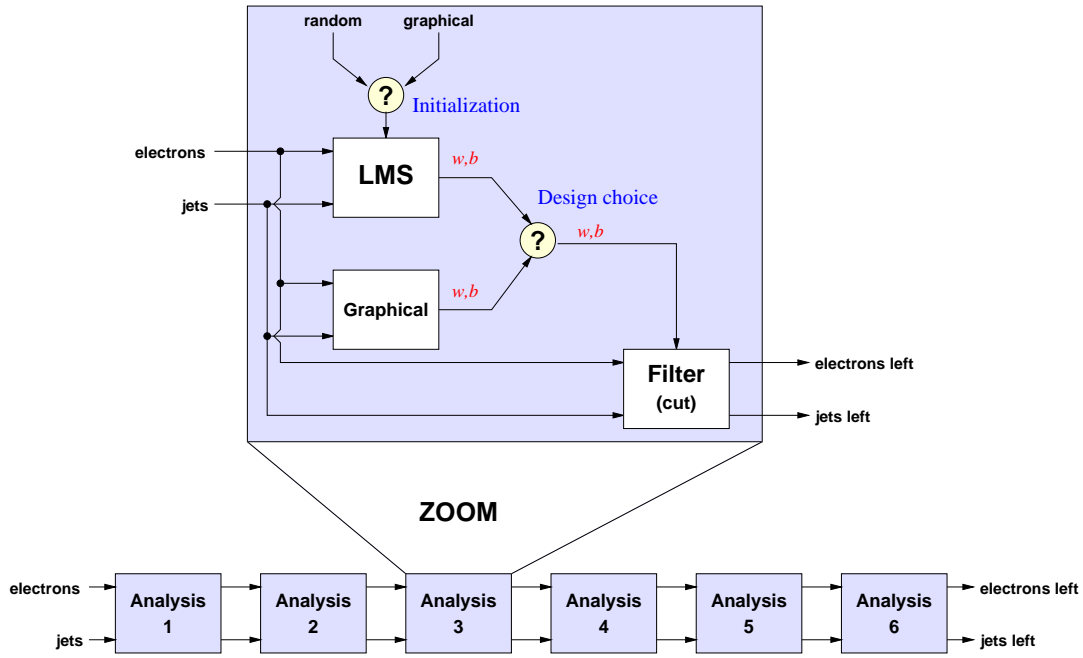 random graphical
?
Initialization
electrons
LMS
w,b
jets
Design choice
?
w,b
Graphical
w,b
Filter
(cut)
electrons left
jets left
ZOOM
electrons
jets
Analysis
1
Analysis
2
Analysis
3
Analysis
4
Analysis
5
Analysis
6
electrons left
jets left